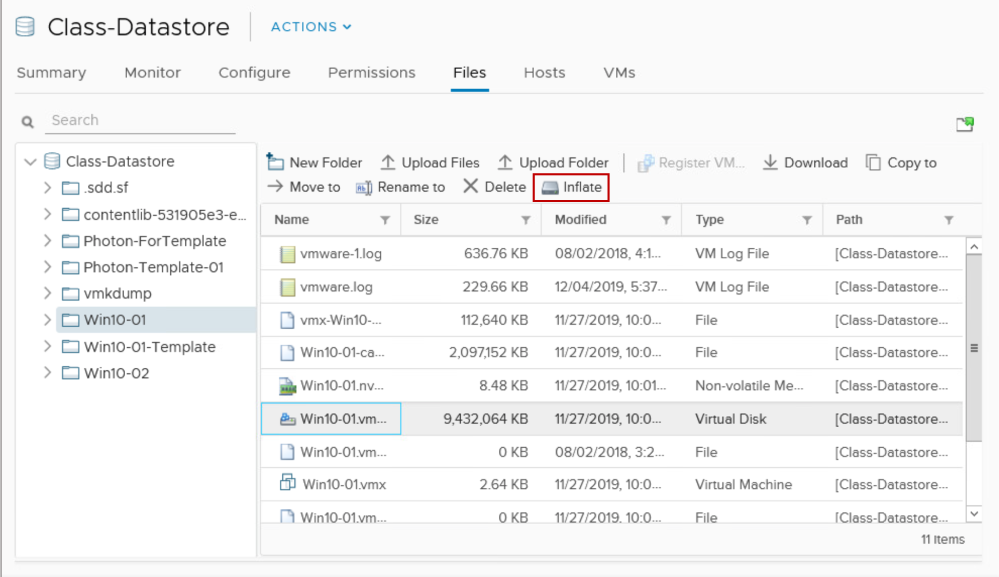 Class-Datastore ACTIONS
Summary Monitor Configure Permissions Files Hosts VMs
Search
Class-Datastore
.sdd.sf
contentlib-531905e3-e...
Photon-ForTemplate
Photon-Template-01
vmkdump
Win10-01
Win10-01-Template
Win10-02
New Folder Upload Files Upload Folder Register VM... Download Copy to
Move to Rename to Delete Inflate
Name Size Modified Type Path
vmware-1.log 636.76 KB 08/02/2018, 4:1... VM Log File [Class-Datastore...
vmware.log 229.66 KB 12/04/2019, 5:37... VM Log File [Class-Datastore...
vmx-Win10-... 112,640 KB 11/27/2019, 10:0... File [Class-Datastore...
Win10-01-ca... 2,097,152 KB 11/27/2019, 10:0... File [Class-Datastore...
Win10-01.nv... 8.48 KB 11/27/2019, 10:01... Non-volatile Me... [Class-Datastore...
Win10-01.vm... 9,432,064 KB 11/27/2019, 10:0... Virtual Disk [Class-Datastore...
Win10-01.vm... 0 KB 08/02/2018, 3:2... File [Class-Datastore...
Win10-01.vmx 2.64 KB 11/27/2019, 10:0... Virtual Machine [Class-Datastore...
Win10-01.vm... 0 KB 11/27/2019, 10:0... File [Class-Datastore...
11 items